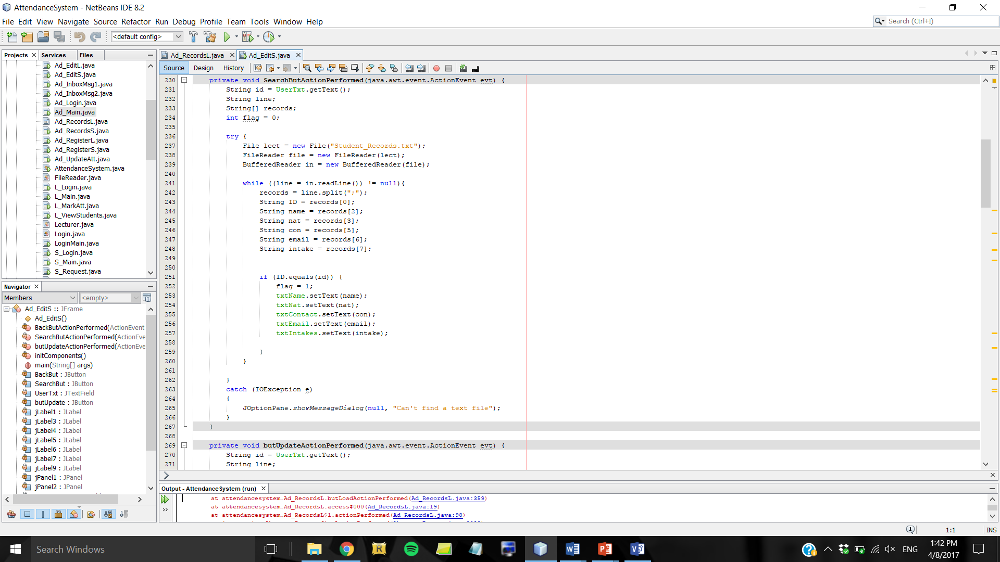 AttendanceSystem - NetBeans IDE 8.2
File Edit View Navigate Source Refactor Run Debug Profile Team Tools Window Help
Search (Ctrl+I)
<default config>
Projects Services Files
Ad_EditL.java
Ad_EditS.java
Ad_InboxMsg1.java
Ad_InboxMsg2.java
Ad_Login.java
Ad_Main.java
Ad_RecordsL.java
Ad_RecordsS.java
Ad_RegisterL.java
Ad_RegisterS.java
Ad_UpdateAtt.java
AttendanceSystem.java
FileReader.java
L_Login.java
L_Main.java
L_MarkAtt.java
L_ViewStudents.java
Lecturer.java
Login.java
LoginMain.java
S_Login.java
S_Main.java
S_Request.java
Navigator
Members <empty>
Ad_EditS :: JFrame
Ad_EditS()
BackButActionPerformed(ActionEvent
SearchButActionPerformed(ActionEve
butUpdateActionPerformed(ActionEve
initComponents()
main(String[] args)
BackBut : JButton
SearchBut : JButton
UserTxt : JTextField
butUpdate : JButton
jLabel1 : JLabel
jLabel3 : JLabel
jLabel4 : JLabel
jLabel5 : JLabel
jLabel6 : JLabel
jLabel7 : JLabel
jLabel9 : JLabel
jPanel1 : JPanel
jPanel2 : JPanel
Ad_RecordsL.java Ad_EditS.java
Source Design History
230 private void SearchButActionPerformed(java.awt.event.ActionEvent evt) {
231 String id = UserTxt.getText();
232 String line;
233 String[] records;
234 int flag = 0;
235
236 try {
237 File lect = new File("Student_Records.txt");
238 FileReader file = new FileReader(lect);
239 BufferedReader in = new BufferedReader(file);
240
241 while ((line = in.readLine()) != null){
242 records = line.split(";");
243 String ID = records[0];
244 String name = records[2];
245 String nat = records[3];
246 String con = records[5];
247 String email = records[6];
248 String intake = records[7];
249
250
251 if (ID.equals(id)) {
252 flag = 1;
253 txtName.setText(name);
254 txtNat.setText(nat);
255 txtContact.setText(con);
256 txtEmail.setText(email);
257 txtIntakes.setText(intake);
258
259 }
260 }
261
262 }
263 catch (IOException e)
264 {
265 JOptionPane.showMessageDialog(null, "Can't find a text file");
266 }
267 }
268
269 private void butUpdateActionPerformed(java.awt.event.ActionEvent evt) {
270 String id = UserTxt.getText();
271 String line;
Output - AttendanceSystem (run)
at attendancesystem.Ad_RecordsL.butLoadActionPerformed(Ad_RecordsL.java:359)
at attendancesystem.Ad_RecordsL.access$000(Ad_RecordsL.java:19)
at attendancesystem.Ad_RecordsL$1.actionPerformed(Ad_RecordsL.java:98)
1:1 INS
Search Windows
ENG
1:42 PM
4/8/2017